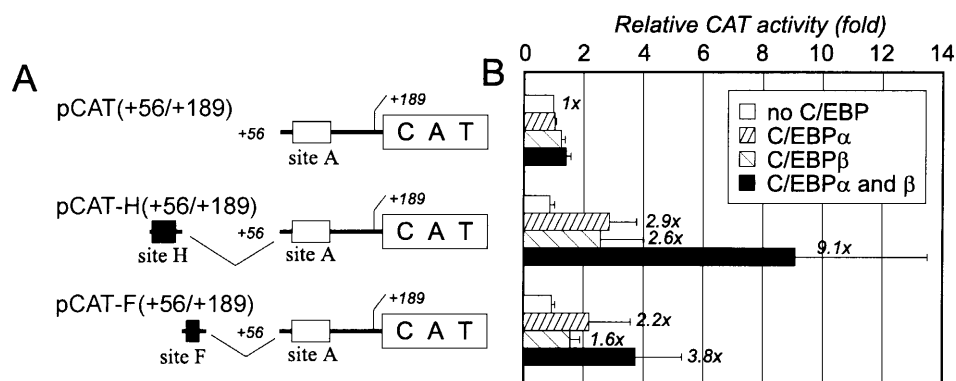 Relative CAT activity (fold)
0 2 4 6 8 10 12 14
A
B
pCAT(+56/+189)
+189
+56
C A T
site A
1x
no C/EBP
C/EBPα
C/EBPβ
C/EBPα and β
pCAT-H(+56/+189)
+189
+56
C A T
site H
site A
2.9x
2.6x
9.1x
pCAT-F(+56/+189)
+189
+56
C A T
site F
site A
2.2x
1.6x
3.8x